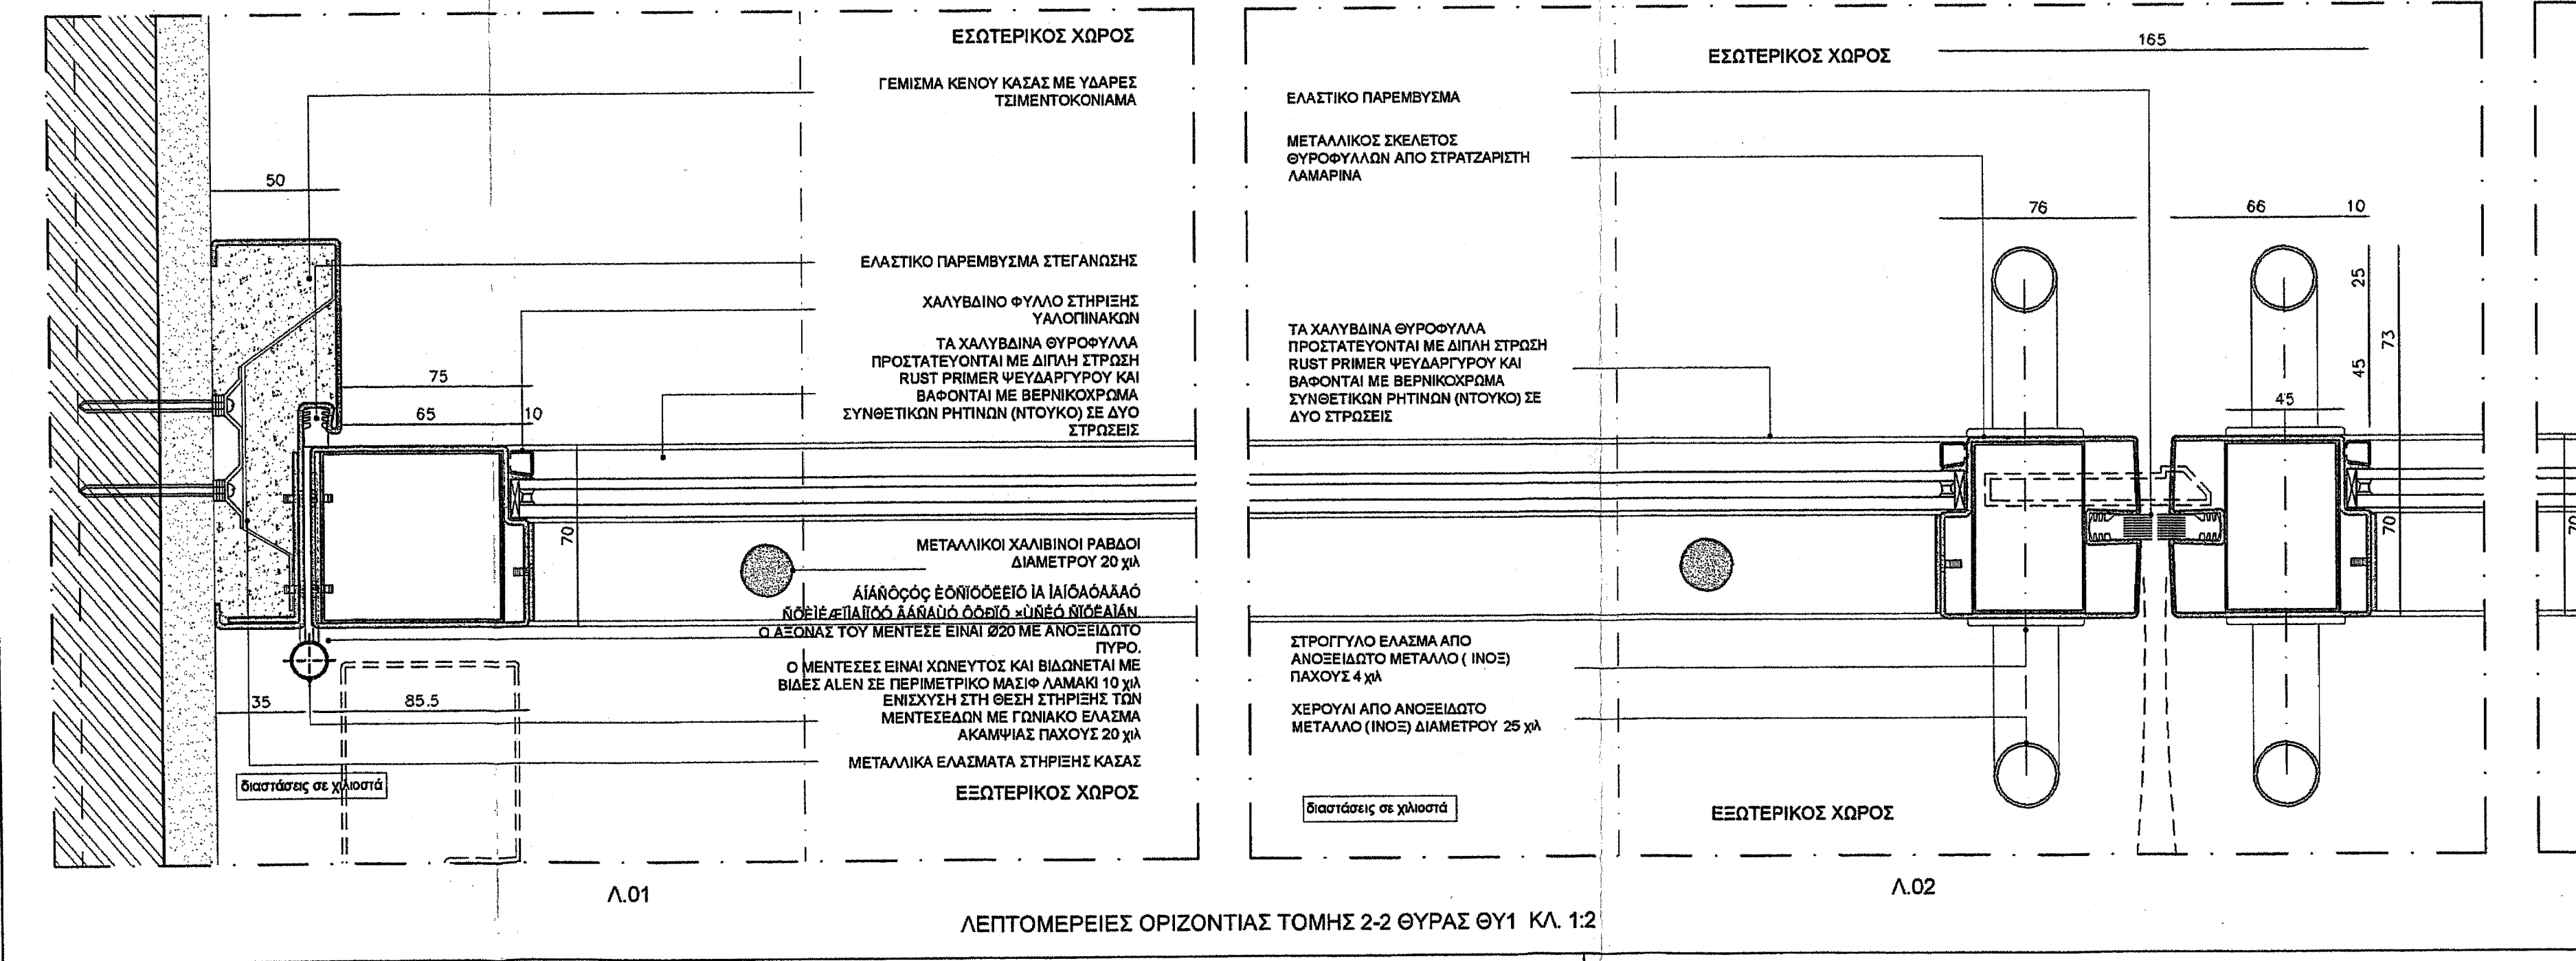 ΕΣΩΤΕΡΙΚΟΣ ΧΩΡΟΣ
ΓΕΜΙΣΜΑ ΚΕΝΟΥ ΚΑΣΑΣ ΜΕ ΥΔΑΡΕΣ
ΤΣΙΜΕΝΤΟΚΟΝΙΑΜΑ
50
ΕΛΑΣΤΙΚΟ ΠΑΡΕΜΒΥΣΜΑ ΣΤΕΓΑΝΩΣΗΣ
ΧΑΛΥΒΔΙΝΟ ΦΥΛΛΟ ΣΤΗΡΙΞΗΣ
ΥΑΛΟΠΙΝΑΚΩΝ
ΤΑ ΧΑΛΥΒΔΙΝΑ ΘΥΡΟΦΥΛΛΑ
ΠΡΟΣΤΑΤΕΥΟΝΤΑΙ ΜΕ ΔΙΠΛΗ ΣΤΡΩΣΗ
RUST PRIMER ΨΕΥΔΑΡΓΥΡΟΥ ΚΑΙ
ΒΑΦΟΝΤΑΙ ΜΕ ΒΕΡΝΙΚΟΧΡΩΜΑ
ΣΥΝΘΕΤΙΚΩΝ ΡΗΤΙΝΩΝ (ΝΤΟΥΚΟ) ΣΕ ΔΥΟ
ΣΤΡΩΣΕΙΣ
75
65
10
70
ΜΕΤΑΛΛΙΚΟΙ ΧΑΛΙΒΙΝΟΙ ΡΑΒΔΟΙ
ΔΙΑΜΕΤΡΟΥ 20 χιλ
Ο ΑΞΟΝΑΣ ΤΟΥ ΜΕΝΤΕΣΕ ΕΙΝΑΙ Ø20 ΜΕ ΑΝΟΞΕΙΔΩΤΟ
ΠΥΡΟ.
Ο ΜΕΝΤΕΣΕΣ ΕΙΝΑΙ ΧΩΝΕΥΤΟΣ ΚΑΙ ΒΙΔΩΝΕΤΑΙ ΜΕ
ΒΙΔΕΣ ALEN ΣΕ ΠΕΡΙΜΕΤΡΙΚΟ ΜΑΣΙΦ ΛΑΜΑΚΙ 10 χιλ
ΕΝΙΣΧΥΣΗ ΣΤΗ ΘΕΣΗ ΣΤΗΡΙΞΗΣ ΤΩΝ
ΜΕΝΤΕΣΕΔΩΝ ΜΕ ΓΩΝΙΑΚΟ ΕΛΑΣΜΑ
ΑΚΑΜΨΙΑΣ ΠΑΧΟΥΣ 20 χιλ
35
85.5
ΜΕΤΑΛΛΙΚΑ ΕΛΑΣΜΑΤΑ ΣΤΗΡΙΞΗΣ ΚΑΣΑΣ
διαστάσεις σε χιλιοστά
ΕΞΩΤΕΡΙΚΟΣ ΧΩΡΟΣ
Λ.01
ΕΣΩΤΕΡΙΚΟΣ ΧΩΡΟΣ
165
ΕΛΑΣΤΙΚΟ ΠΑΡΕΜΒΥΣΜΑ
ΜΕΤΑΛΛΙΚΟΣ ΣΚΕΛΕΤΟΣ
ΘΥΡΟΦΥΛΛΩΝ ΑΠΟ ΣΤΡΑΤΖΑΡΙΣΤΗ
ΛΑΜΑΡΙΝΑ
76
66
10
25
73
45
45
ΤΑ ΧΑΛΥΒΔΙΝΑ ΘΥΡΟΦΥΛΛΑ
ΠΡΟΣΤΑΤΕΥΟΝΤΑΙ ΜΕ ΔΙΠΛΗ ΣΤΡΩΣΗ
RUST PRIMER ΨΕΥΔΑΡΓΥΡΟΥ ΚΑΙ
ΒΑΦΟΝΤΑΙ ΜΕ ΒΕΡΝΙΚΟΧΡΩΜΑ
ΣΥΝΘΕΤΙΚΩΝ ΡΗΤΙΝΩΝ (ΝΤΟΥΚΟ) ΣΕ
ΔΥΟ ΣΤΡΩΣΕΙΣ
70
70
ΣΤΡΟΓΓΥΛΟ ΕΛΑΣΜΑ ΑΠΟ
ΑΝΟΞΕΙΔΩΤΟ ΜΕΤΑΛΛΟ ( ΙΝΟΞ)
ΠΑΧΟΥΣ 4 χιλ
ΧΕΡΟΥΛΙ ΑΠΟ ΑΝΟΞΕΙΔΩΤΟ
ΜΕΤΑΛΛΟ (ΙΝΟΞ) ΔΙΑΜΕΤΡΟΥ 25 χιλ
διαστάσεις σε χιλιοστά
ΕΞΩΤΕΡΙΚΟΣ ΧΩΡΟΣ
Λ.02
ΛΕΠΤΟΜΕΡΕΙΕΣ ΟΡΙΖΟΝΤΙΑΣ ΤΟΜΗΣ 2-2 ΘΥΡΑΣ ΘΥ1 ΚΛ. 1:2